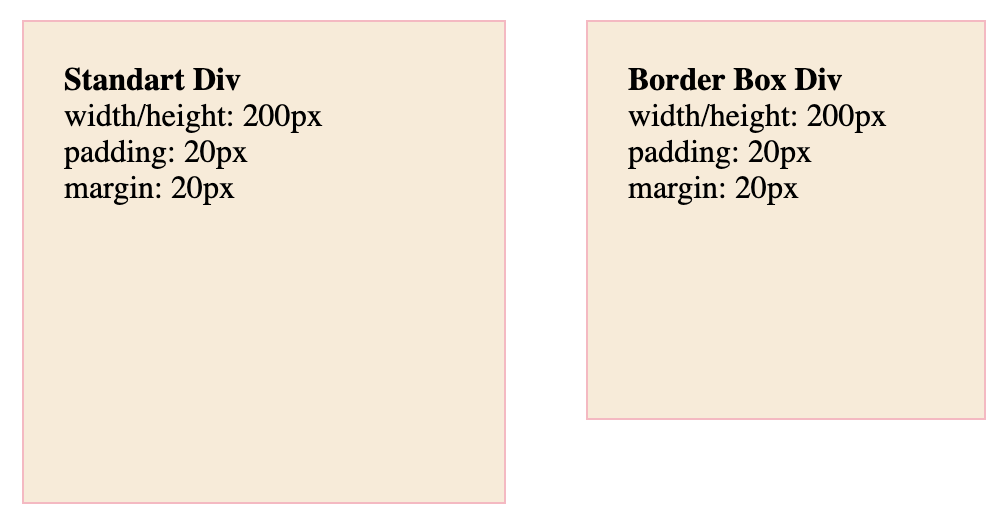 Standart Div
width/height: 200px
padding: 20px
margin: 20px
Border Box Div
width/height: 200px
padding: 20px
margin: 20px